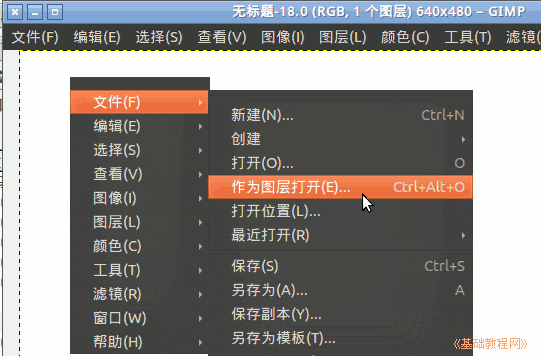 无标题-18.0 (RGB, 1 个图层) 640x480 – GIMP
文件(F) 编辑(E) 选择(S) 查看(V) 图像(I) 图层(L) 颜色(C) 工具(T) 滤镜(
文件(F)
编辑(E)
选择(S)
查看(V)
图像(I)
图层(L)
颜色(C)
工具(T)
滤镜(R)
窗口(W)
帮助(H)
新建(N)... Ctrl+N
创建
打开(O)... O
作为图层打开(E)... Ctrl+Alt+O
打开位置(L)...
最近打开(R)
保存(S) Ctrl+S
另存为(A)... A
保存副本(Y)...
另存为模板(T)...
《基础教程网》